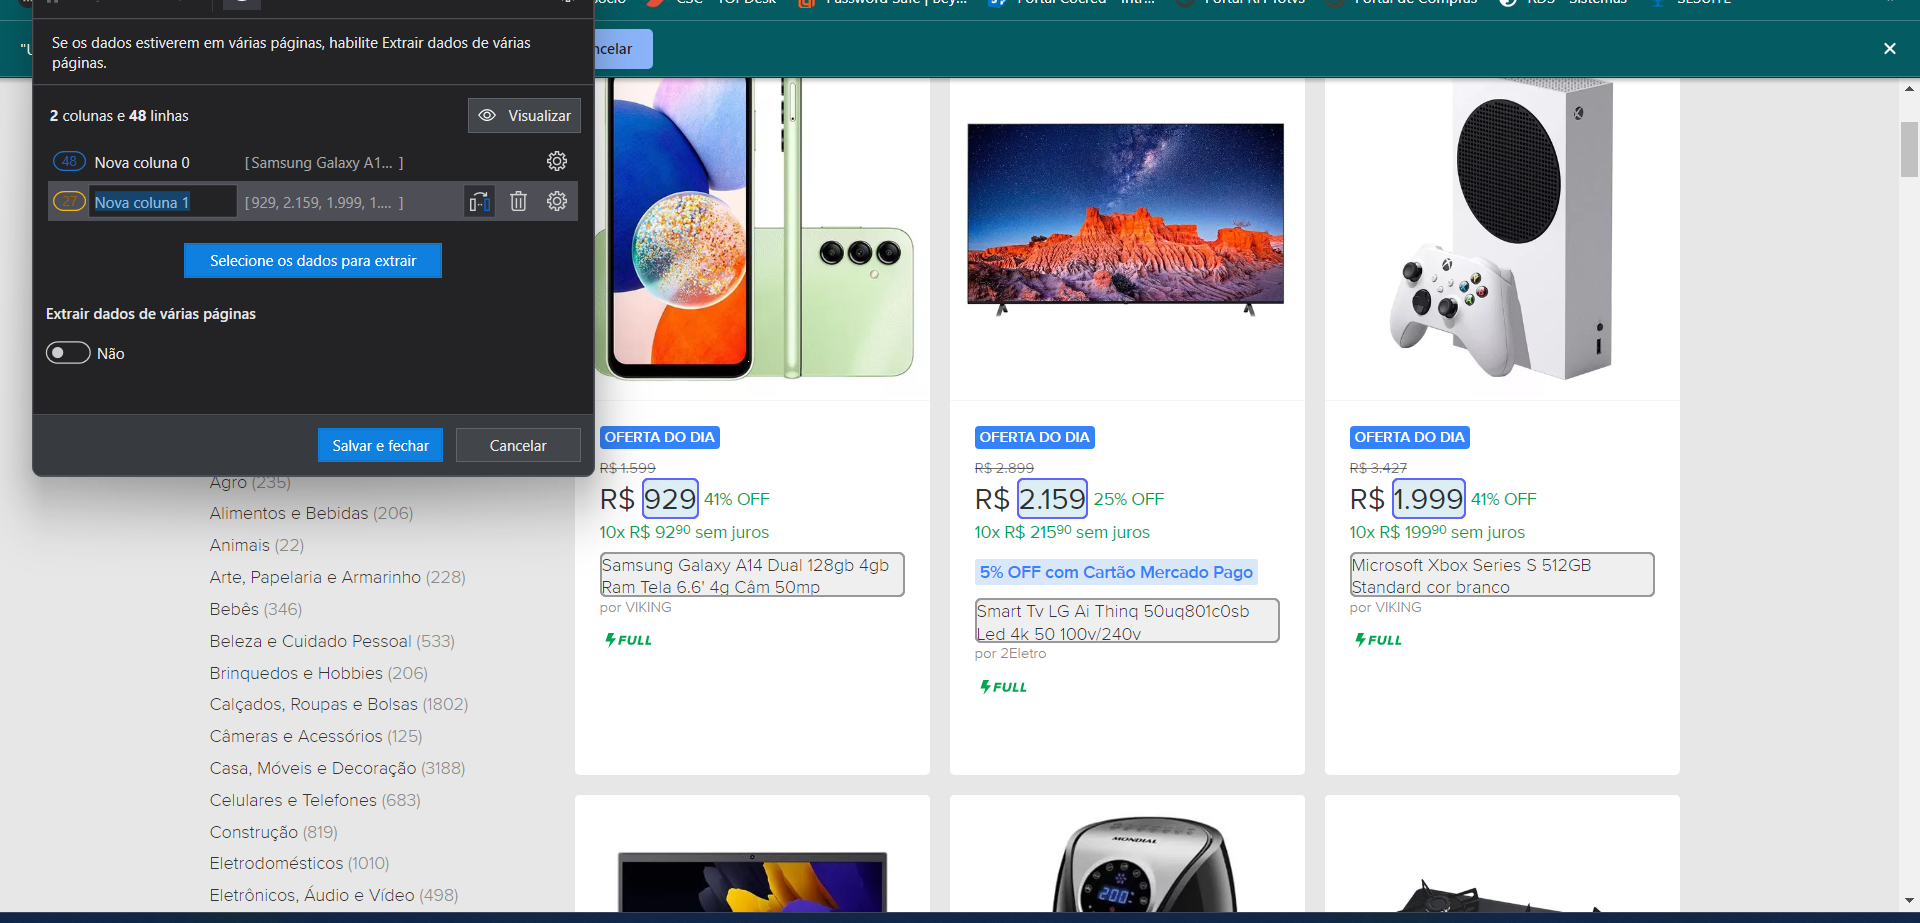 Se os dados estiverem em várias páginas, habilite Extrair dados de várias
páginas.
2 colunas e 48 linhas
Visualizar
48 Nova coluna 0 [ Samsung Galaxy A1... ]
27 Nova coluna 1 [ 929, 2.159, 1.999, 1.... ]
Selecione os dados para extrair
Extrair dados de várias páginas
Não
Salvar e fechar
Cancelar
ncelar
Agro (235)
Alimentos e Bebidas (206)
Animais (22)
Arte, Papelaria e Armarinho (228)
Bebês (346)
Beleza e Cuidado Pessoal (533)
Brinquedos e Hobbies (206)
Calçados, Roupas e Bolsas (1802)
Câmeras e Acessórios (125)
Casa, Móveis e Decoração (3188)
Celulares e Telefones (683)
Construção (819)
Eletrodomésticos (1010)
Eletrônicos, Áudio e Vídeo (498)
OFERTA DO DIA
R$ 1.599
R$ 929 41% OFF
10x R$ 92⁹⁰ sem juros
Samsung Galaxy A14 Dual 128gb 4gb
Ram Tela 6.6' 4g Câm 50mp
por VIKING
FULL
OFERTA DO DIA
R$ 2.899
R$ 2.159 25% OFF
10x R$ 215⁹⁰ sem juros
5% OFF com Cartão Mercado Pago
Smart Tv LG Ai Thinq 50uq801c0sb
Led 4k 50 100v/240v
por 2Eletro
FULL
OFERTA DO DIA
R$ 3.427
R$ 1.999 41% OFF
10x R$ 199⁹⁰ sem juros
Microsoft Xbox Series S 512GB
Standard cor branco
por VIKING
FULL
MONDIAL
200